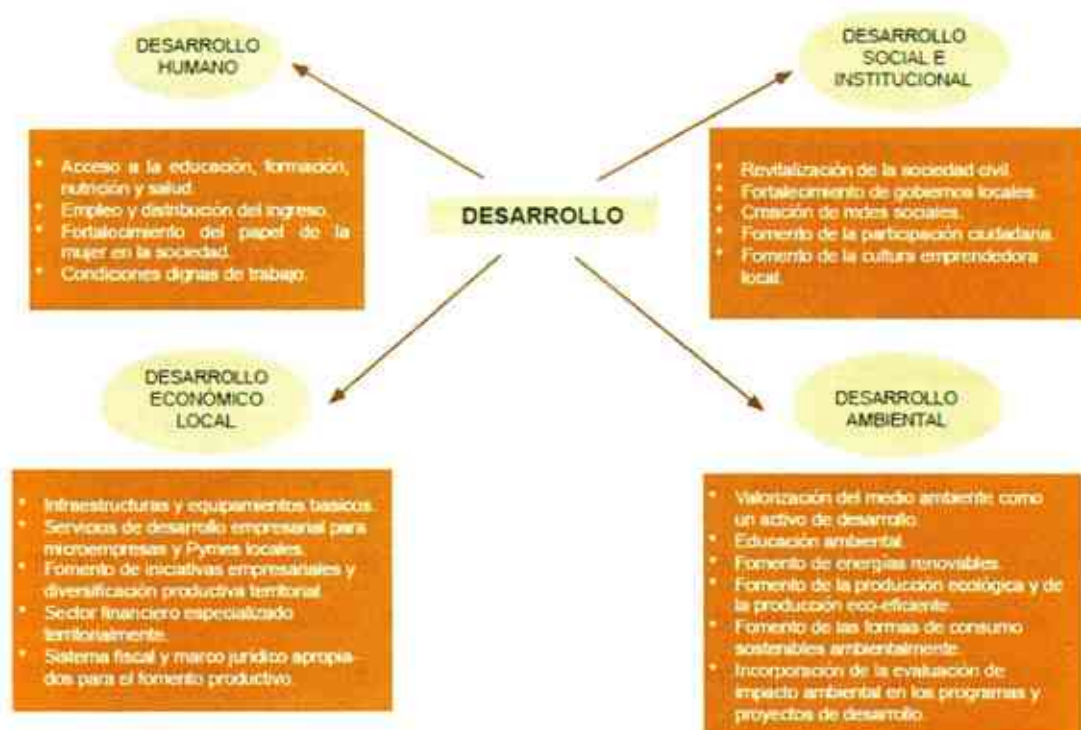 DESARROLLO
HUMANO
• Acceso a la educación, formación,
nutrición y salud.
• Empleo y distribución del ingreso.
• Fortalecimiento del papel de la
mujer en la sociedad.
• Condiciones dignas de trabajo.
DESARROLLO
SOCIAL E
INSTITUCIONAL
• Revitalización de la sociedad civil.
• Fortalecimiento de gobiernos locales.
• Creación de redes sociales.
• Fomento de la participación ciudadana.
• Fomento de la cultura emprendedora
local.
DESARROLLO
DESARROLLO
ECONÓMICO
LOCAL
• Infraestructuras y equipamientos basicos.
• Servicios de desarrollo empresarial para
microempresas y Pymes locales.
• Fomento de iniciativas empresariales y
diversificación productiva territorial.
• Sector financiero especializado
territorialmente.
• Sistema fiscal y marco jurídico apropia-
dos para el fomento productivo.
DESARROLLO
AMBIENTAL
• Valorización del medio ambiente como
un activo de desarrollo.
• Educación ambiental.
• Fomento de energías renovables.
• Fomento de la producción ecológica y de
la producción eco-eficiente.
• Fomento de las formas de consumo
sostenibles ambientalmente.
• Incorporación de la evaluación de
impacto ambiental en los programas y
proyectos de desarrollo.